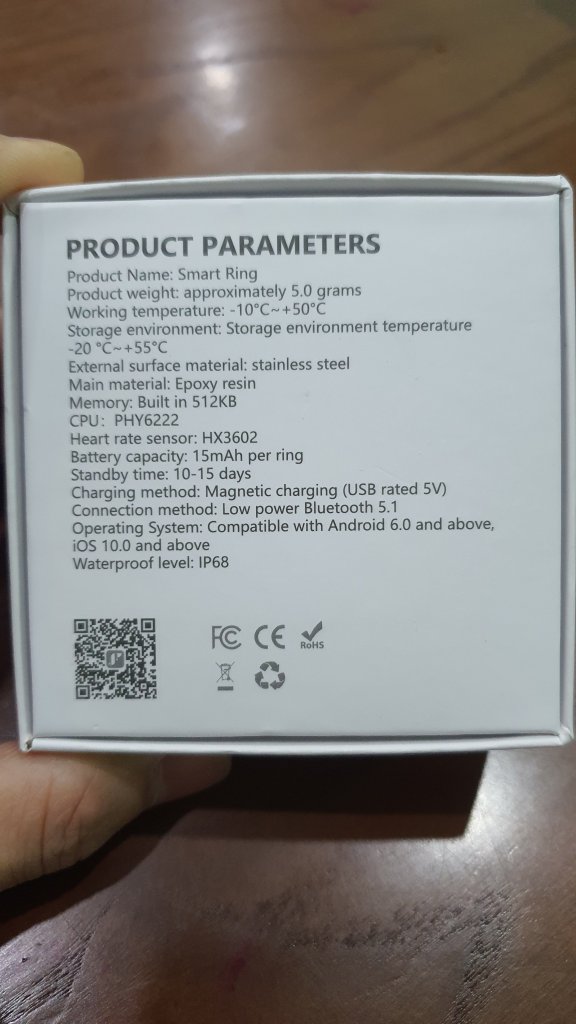 PRODUCT PARAMETERS
Product Name: Smart Ring
Product weight: approximately 5.0 grams
Working temperature: -10°C~+50°C
Storage environment: Storage environment temperature
-20 °C~+55°C
External surface material: stainless steel
Main material: Epoxy resin
Memory: Built in 512KB
CPU: PHY6222
Heart rate sensor: HX3602
Battery capacity: 15mAh per ring
Standby time: 10-15 days
Charging method: Magnetic charging (USB rated 5V)
Connection method: Low power Bluetooth 5.1
Operating System: Compatible with Android 6.0 and above,
iOS 10.0 and above
Waterproof level: IP68
FC CE RoHS